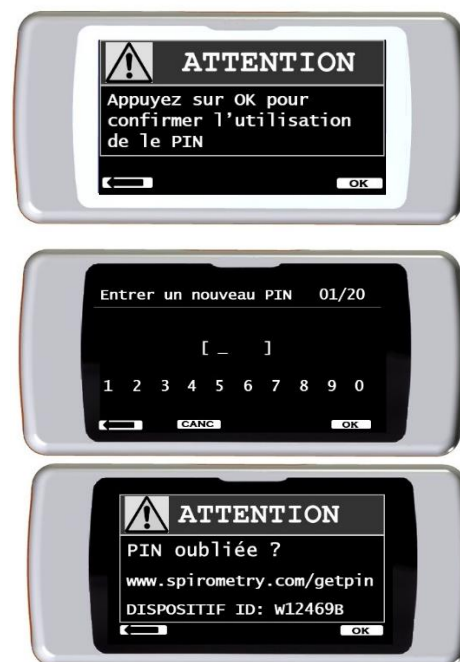 ATTENTION
Appuyez sur OK pour
confirmer l'utilisation
de le PIN
OK
Entrer un nouveau PIN 01/20
[ _ ]
1 2 3 4 5 6 7 8 9 0
CANC OK
ATTENTION
PIN oubliée ?
www.spirometry.com/getpin
DISPOSITIF ID: W12469B
OK